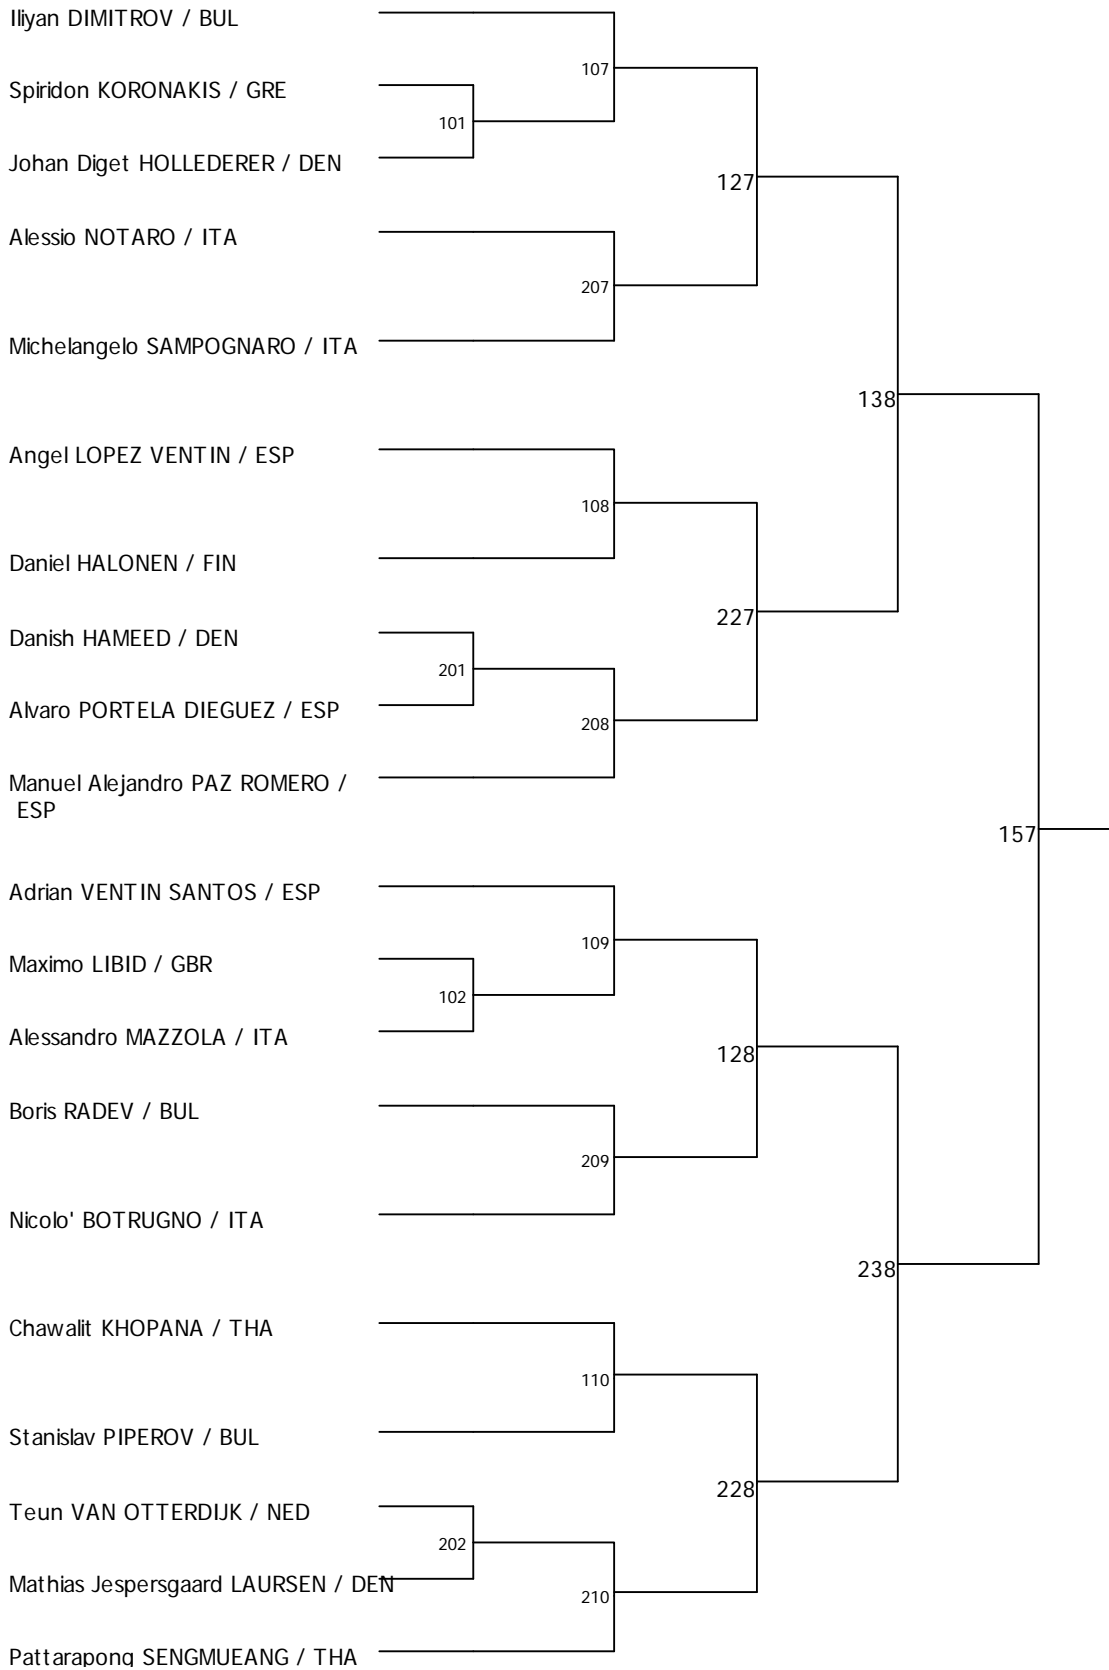 Iliyan DIMITROV / BUL
107
Spiridon KORONAKIS / GRE
101
Johan Diget HOLLEDERER / DEN
127
Alessio NOTARO / ITA
207
Michelangelo SAMPOGNARO / ITA
138
Angel LOPEZ VENTIN / ESP
108
Daniel HALONEN / FIN
227
Danish HAMEED / DEN
201
Alvaro PORTELA DIEGUEZ / ESP
208
Manuel Alejandro PAZ ROMERO /
ESP
157
Adrian VENTIN SANTOS / ESP
109
Maximo LIBID / GBR
102
Alessandro MAZZOLA / ITA
128
Boris RADEV / BUL
209
Nicolo' BOTRUGNO / ITA
238
Chawalit KHOPANA / THA
110
Stanislav PIPEROV / BUL
228
Teun VAN OTTERDIJK / NED
202
Mathias Jespersgaard LAURSEN / DEN
210
Pattarapong SENGMUEANG / THA